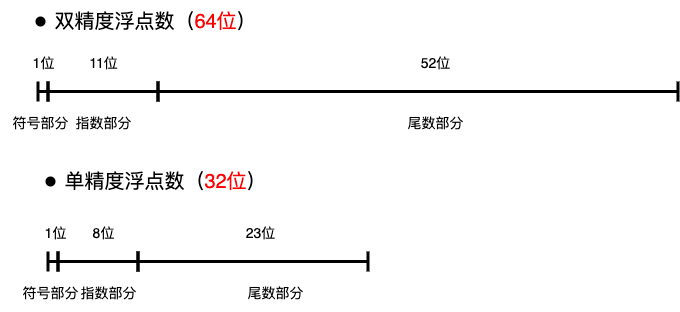 ● 双精度浮点数（64位）
1位 11位 52位
符号部分 指数部分 尾数部分
● 单精度浮点数（32位）
1位 8位 23位
符号部分 指数部分 尾数部分